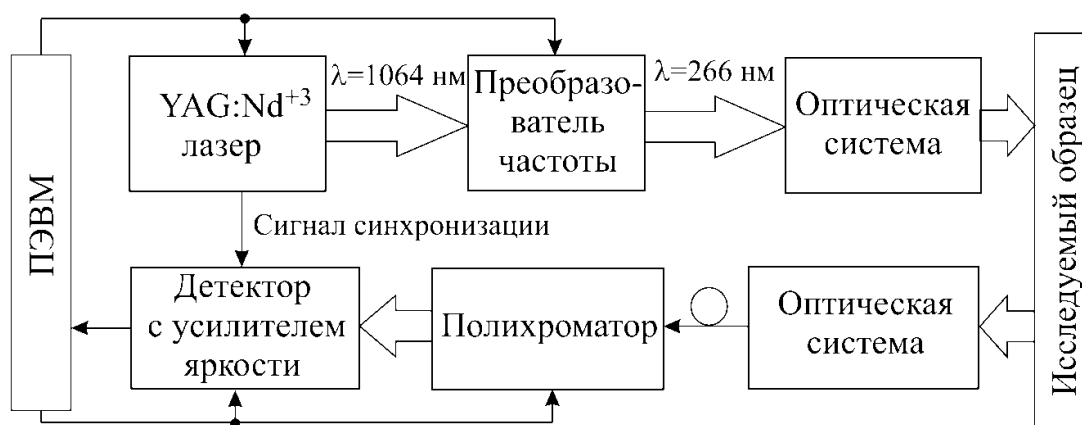 ПЭВМ
YAG:Nd+3
лазер
λ=1064 нм
Преобразо-
ватель
частоты
λ=266 нм
Оптическая
система
Исследуемый образец
Сигнал синхронизации
Детектор
с усилителем
яркости
Полихроматор
Оптическая
система